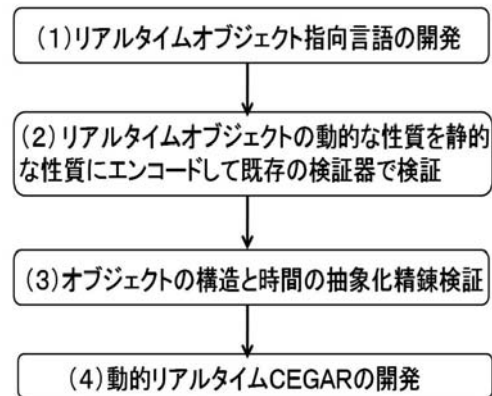 （１）リアルタイムオブジェクト指向言語の開発
（２）リアルタイムオブジェクトの動的な性質を静的
な性質にエンコードして既存の検証器で検証
（３）オブジェクトの構造と時間の抽象化精錬検証
（４）動的リアルタイムCEGARの開発